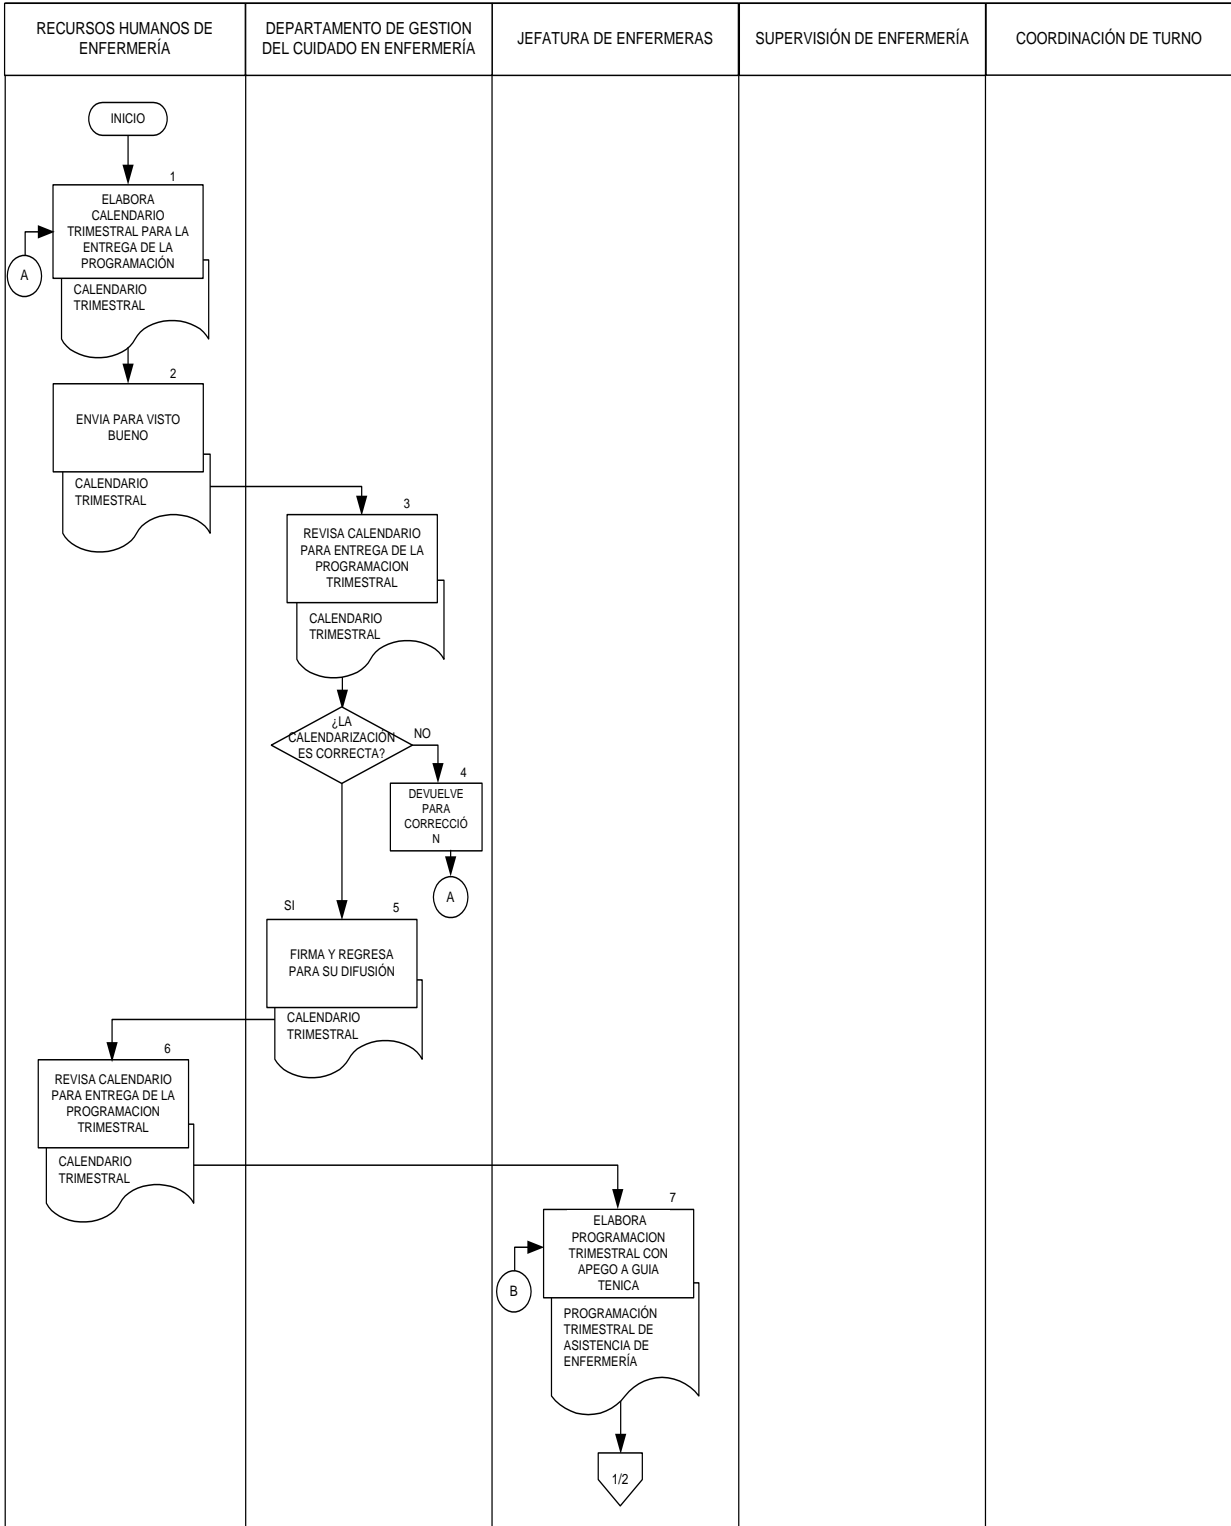 RECURSOS HUMANOS DE
ENFERMERÍA
DEPARTAMENTO DE GESTION
DEL CUIDADO EN ENFERMERÍA
JEFATURA DE ENFERMERAS
SUPERVISIÓN DE ENFERMERÍA
COORDINACIÓN DE TURNO
INICIO
1
ELABORA
CALENDARIO
TRIMESTRAL PARA LA
ENTREGA DE LA
PROGRAMACIÓN
A
CALENDARIO
TRIMESTRAL
2
ENVIA PARA VISTO
BUENO
CALENDARIO
TRIMESTRAL
3
REVISA CALENDARIO
PARA ENTREGA DE LA
PROGRAMACION
TRIMESTRAL
CALENDARIO
TRIMESTRAL
¿LA
CALENDARIZACIÓN
ES CORRECTA?
NO
4
DEVUELVE
PARA
CORRECCIÓ
N
A
SI
5
FIRMA Y REGRESA
PARA SU DIFUSIÓN
CALENDARIO
TRIMESTRAL
6
REVISA CALENDARIO
PARA ENTREGA DE LA
PROGRAMACION
TRIMESTRAL
CALENDARIO
TRIMESTRAL
7
ELABORA
PROGRAMACION
TRIMESTRAL CON
APEGO A GUIA
TENICA
B
PROGRAMACIÓN
TRIMESTRAL DE
ASISTENCIA DE
ENFERMERÍA
1/2